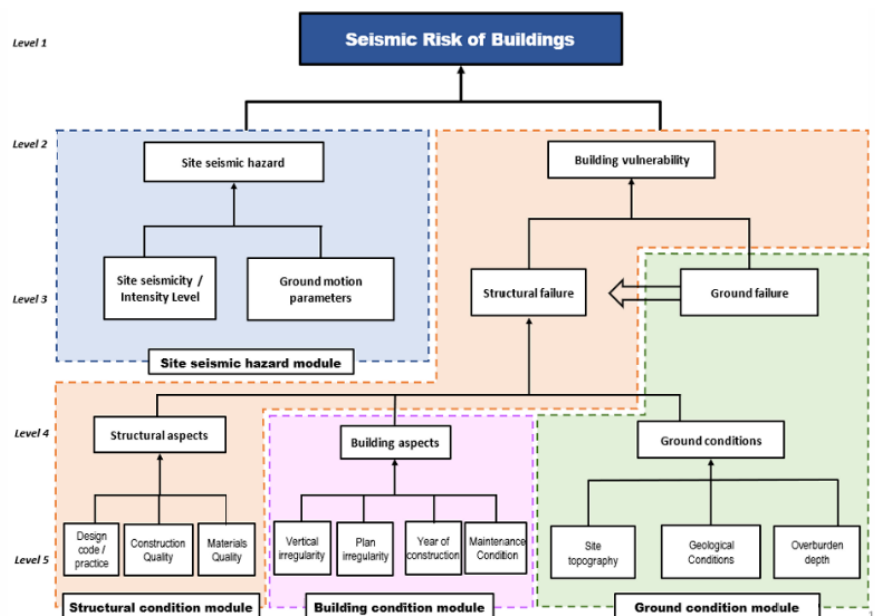 Level 1
Seismic Risk of Buildings
Level 2
Site seismic hazard
Building vulnerability
Level 3
Site seismicity /
Intensity Level
Ground motion
parameters
Structural failure
Ground failure
Site seismic hazard module
Level 4
Structural aspects
Building aspects
Ground conditions
Level 5
Design
code /
practice
Construction
Quality
Materials
Quality
Vertical
irregularity
Plan
irregularity
Year of
construction
Maintenance
Condition
Site
topography
Geological
Conditions
Overburden
depth
Structural condition module
Building condition module
Ground condition module